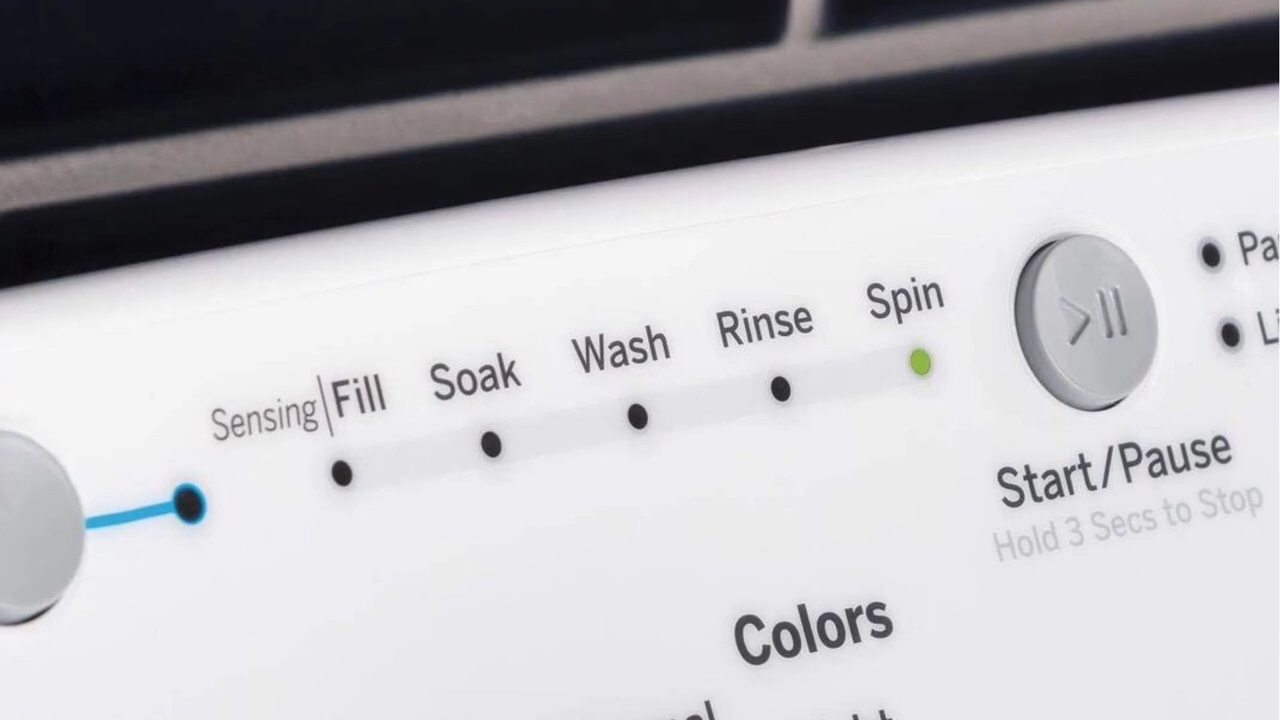 Sensing|Fill
Soak
Wash
Rinse
Spin
Start/Pause
Hold 3 Secs to Stop
Colors